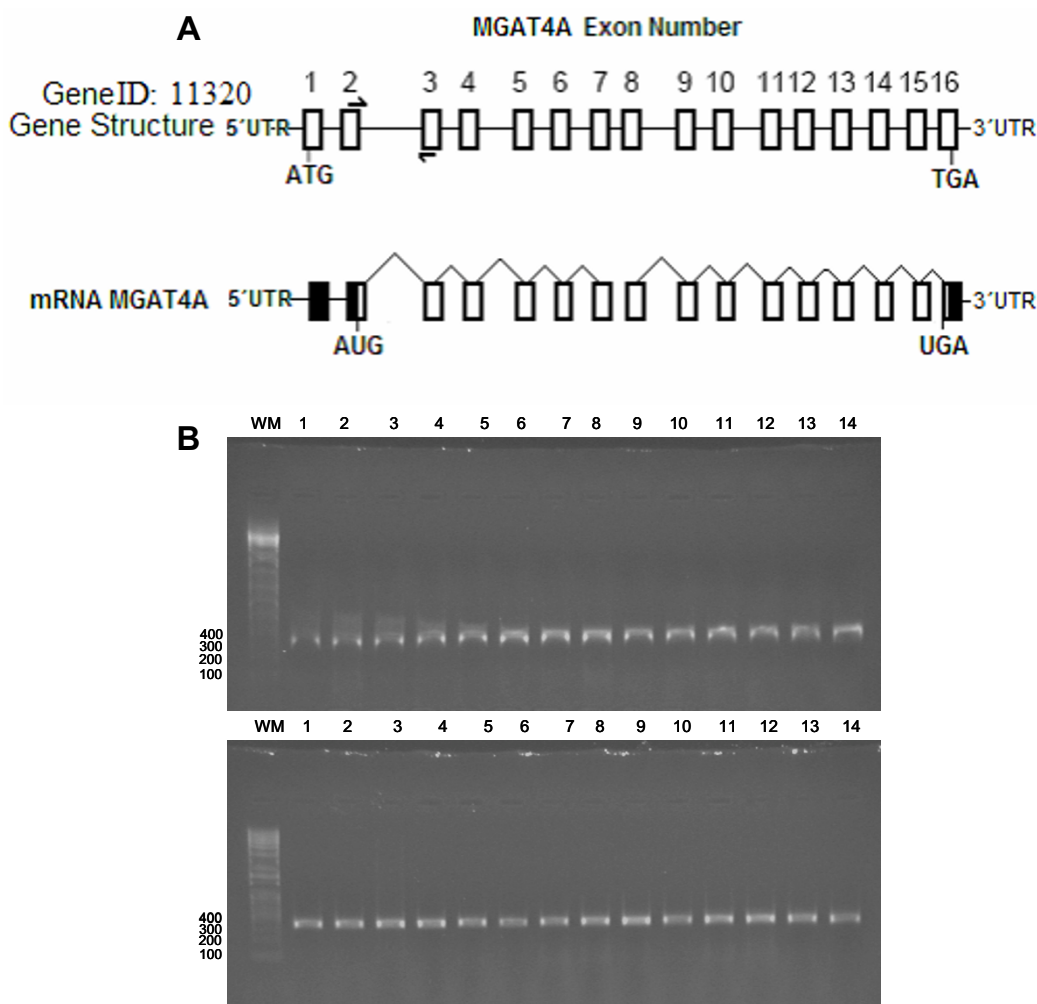 A
MGAT4A Exon Number
1 2 3 4 5 6 7 8 9 10 11 12 13 14 15 16
GeneID: 11320
Gene Structure 5´UTR 3´UTR
ATG TGA
mRNA MGAT4A 5´UTR 3´UTR
AUG UGA
B
WM 1 2 3 4 5 6 7 8 9 10 11 12 13 14
400
300
200
100
WM 1 2 3 4 5 6 7 8 9 10 11 12 13 14
400
300
200
100